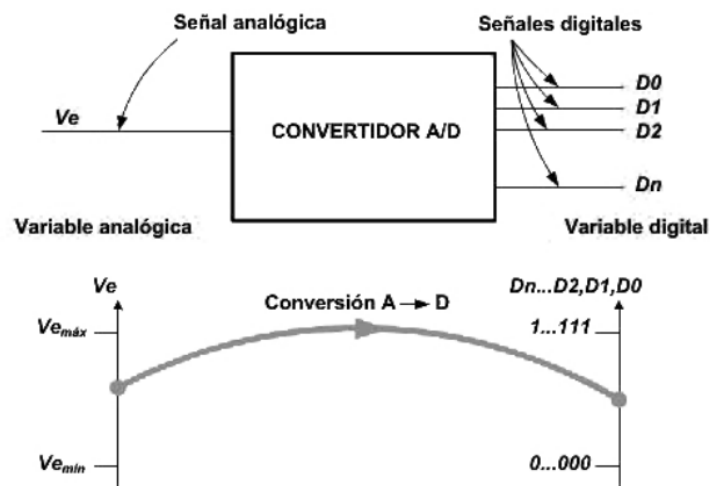 Señal analógica
Señales digitales
Ve
CONVERTIDOR A/D
D0
D1
D2
Dn
Variable analógica
Variable digital
Ve
Conversión A → D
Dn...D2,D1,D0
Vemáx
1...111
Vemín
0...000